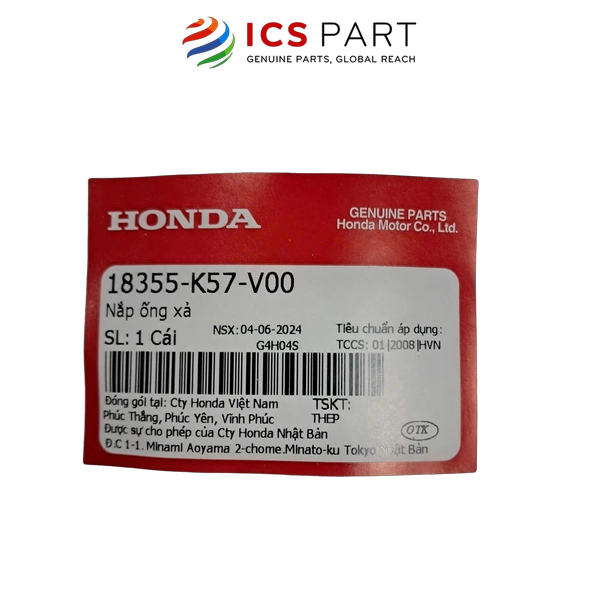 ICS PART
GENUINE PARTS, GLOBAL REACH
HONDA
GENUINE PARTS
Honda Motor Co., Ltd.
18355-K57-V00
Nắp ống xả
SL: 1 Cái
NSX: 04-06-2024
G4H04S
Tiêu chuẩn áp dụng:
TCCS: 01|2008|HVN
Đóng gói tại: Cty Honda Việt Nam
TSKT:
Phúc Thắng, Phúc Yên, Vĩnh Phúc
THEP
Được sự cho phép của Cty Honda Nhật Bản
OTK
Đ.C 1-1. Minami Aoyama 2-chome.Minato-ku Tokyo Nhật Bản